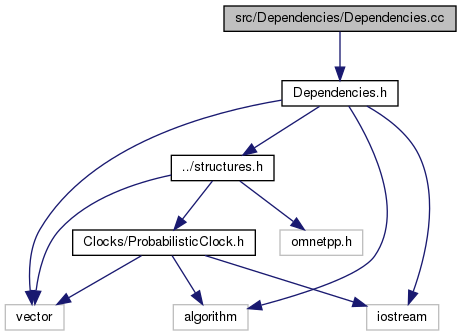 src/Dependencies/Dependencies.cc
Dependencies.h
../structures.h
Clocks/ProbabilisticClock.h
omnetpp.h
vector
algorithm
iostream